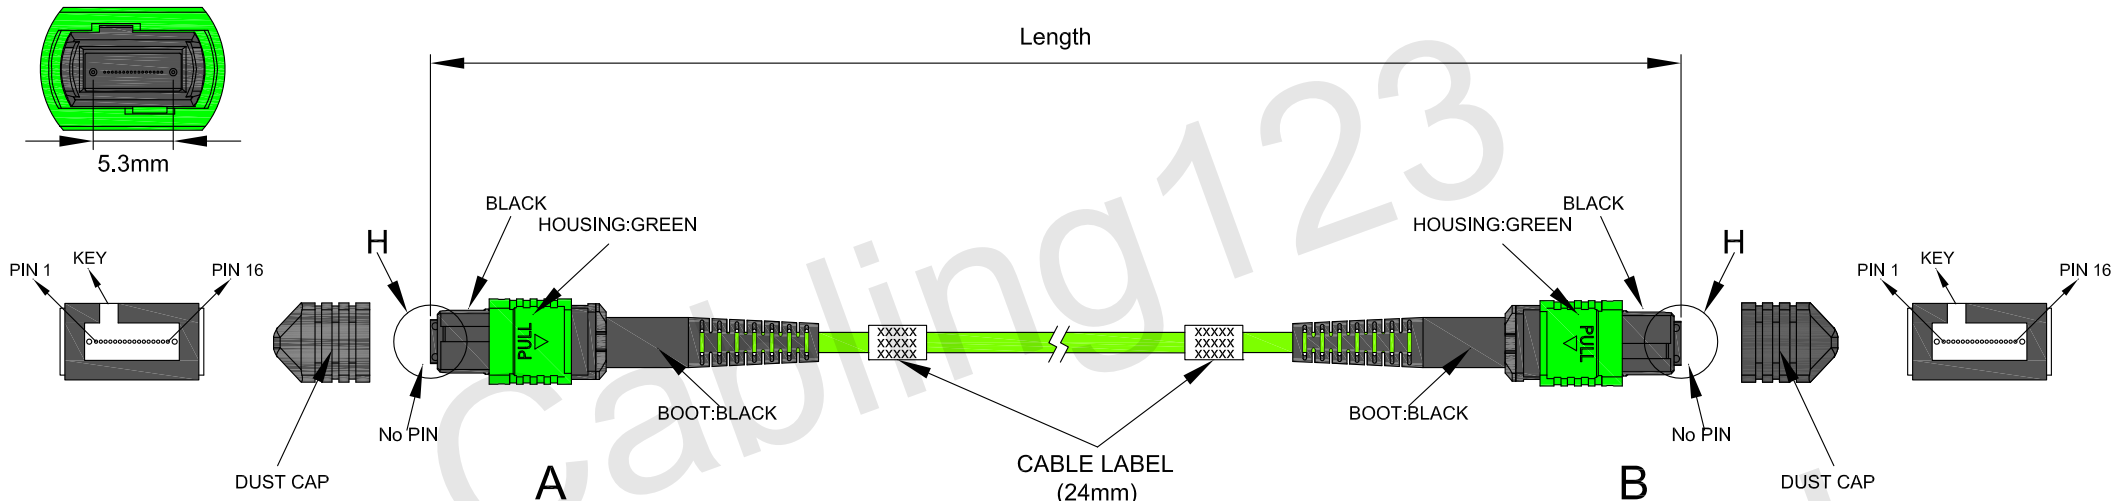 Length
5.3mm
BLACK
HOUSING:GREEN
H
PIN 1
KEY
PIN 16
PULL
XXXXX
XXXXX
XXXXX
No PIN
BOOT:BLACK
DUST CAP
A
CABLE LABEL
(24mm)
BLACK
HOUSING:GREEN
H
PULL
XXXXX
XXXXX
XXXXX
BOOT:BLACK
No PIN
DUST CAP
B
PIN 1
KEY
PIN 16
Cabling123